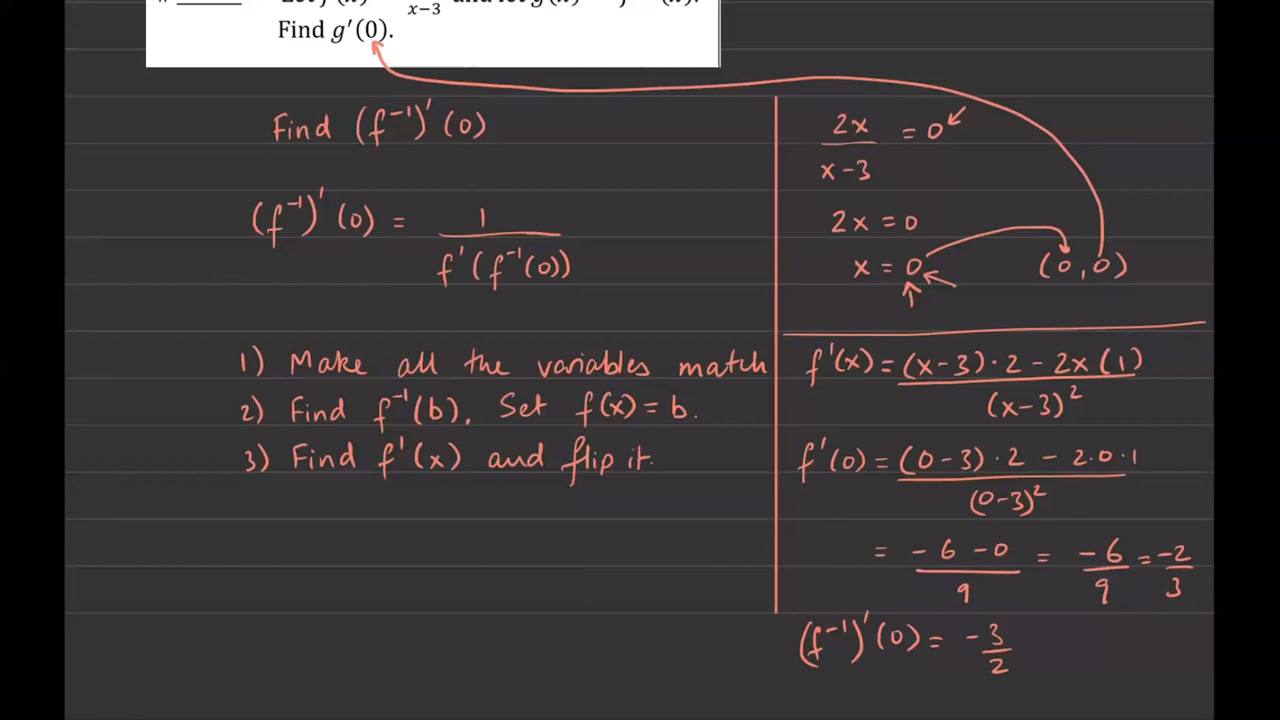 x−3
Find g′(0).
Find (f⁻¹)′(0)
(f⁻¹)′(0) = 1 / f′(f⁻¹(0))
1) Make all the variables match
2) Find f⁻¹(b), Set f(x) = b.
3) Find f′(x) and flip it.
2x / x−3 = 0
2x = 0
x = 0 (0,0)
f′(x) = (x−3)·2 − 2x(1) / (x−3)²
f′(0) = (0−3)·2 − 2·0·1 / (0−3)²
= −6−0 / 9 = −6/9 = −2/3
(f⁻¹)′(0) = −3/2